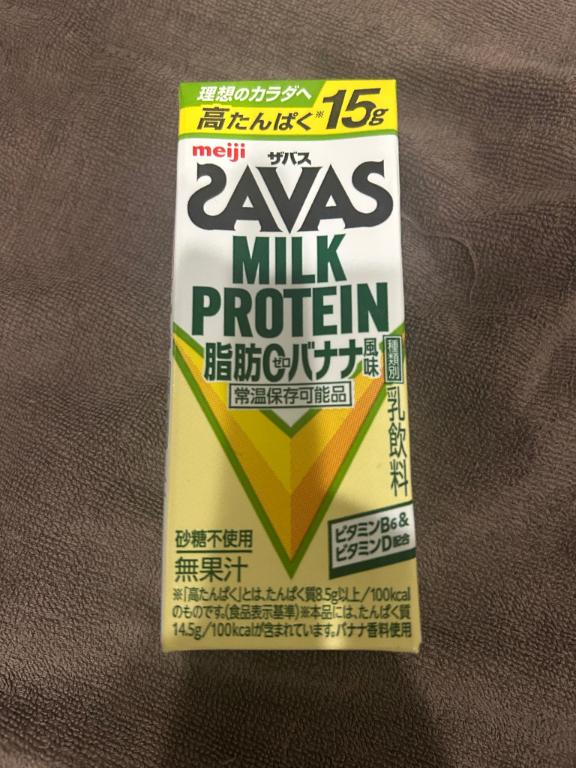 理想のカラダへ
高たんぱく※15g
meiji
ザバス
SAVAS
MILK
PROTEIN
脂肪0ゼロバナナ風味
常温保存可能品
種類別 乳飲料
ビタミンB6&
ビタミンD配合
砂糖不使用
無果汁
※「高たんぱく」とは、たんぱく質8.5g以上/100kcal
のものです。(食品表示基準)※本品には、たんぱく質
14.5g/100kcalが含まれています。バナナ香料使用